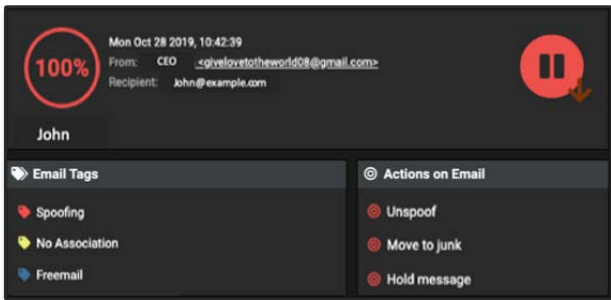 100%
Mon Oct 28 2019, 10:42:39
From: CEO <givelovetotheworld08@gmail.com>
Recipient: John@example.com
John
Email Tags
Spoofing
No Association
Freemail
Actions on Email
Unspoof
Move to junk
Hold message